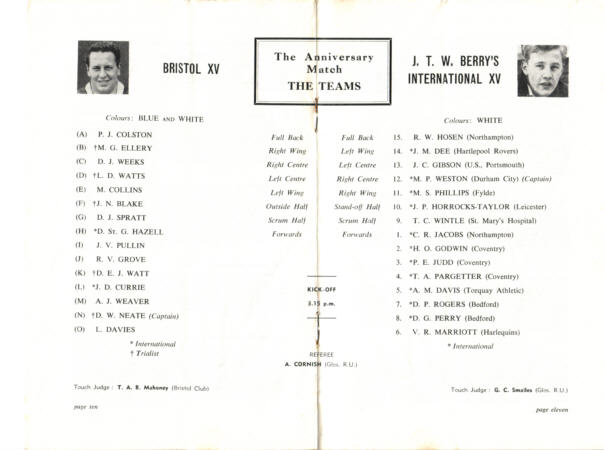 BRISTOL XV
The Anniversary
Match
THE TEAMS
J. T. W. BERRY'S
INTERNATIONAL XV
Colours: BLUE AND WHITE
(A) P. J. COLSTON
(B) †M. G. ELLERY
(C) D. J. WEEKS
(D) †L. D. WATTS
(E) M. COLLINS
(F) †J. N. BLAKE
(G) D. J. SPRATT
(H) *D. St. G. HAZELL
(I) J. V. PULLIN
(J) R. V. GROVE
(K) †D. E. J. WATT
(L) *J. D. CURRIE
(M) A. J. WEAVER
(N) †D. W. NEATE (Captain)
(O) L. DAVIES
* International
† Trialist
Touch Judge : T. A. B. Mahoney (Bristol Club)
page ten
Full Back Full Back
Right Wing Left Wing
Right Centre Left Centre
Left Centre Right Centre
Left Wing Right Wing
Outside Half Stand-off Half
Scrum Half Scrum Half
Forwards Forwards
KICK-OFF
3.15 p.m.
REFEREE
A. CORNISH (Glos. R.U.)
Colours: WHITE
15. R. W. HOSEN (Northampton)
14. *J. M. DEE (Hartlepool Rovers)
13. J. C. GIBSON (U.S., Portsmouth)
12. *M. P. WESTON (Durham City) (Captain)
11. *M. S. PHILLIPS (Fylde)
10. *J. P. HORROCKS-TAYLOR (Leicester)
9. T. C. WINTLE (St. Mary's Hospital)
1. *C. R. JACOBS (Northampton)
2. *H. O. GODWIN (Coventry)
3. *P. E. JUDD (Coventry)
4. *T. A. PARGETTER (Coventry)
5. *A. M. DAVIS (Torquay Athletic)
7. *D. P. ROGERS (Bedford)
8. *D. G. PERRY (Bedford)
6. V. R. MARRIOTT (Harlequins)
* International
Touch Judge : G. C. Smailes (Glos. R.U.)
page eleven